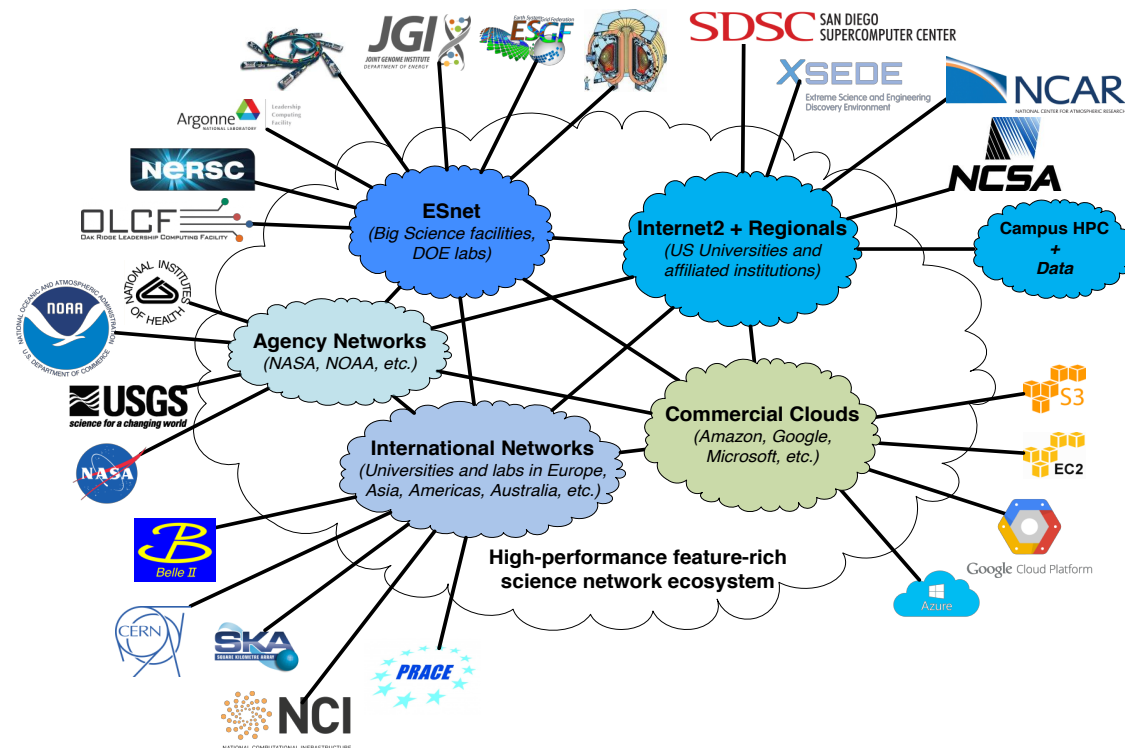 JGI
JOINT GENOME INSTITUTE
DEPARTMENT OF ENERGY
Earth System Grid Federation
ESGF
SDSC
SAN DIEGO
SUPERCOMPUTER CENTER
XSEDE
Extreme Science and Engineering
Discovery Environment
NCAR
NATIONAL CENTER FOR ATMOSPHERIC RESEARCH
Argonne
NATIONAL LABORATORY
Leadership
Computing
Facility
NERSC
NCSA
OLCF
OAK RIDGE LEADERSHIP COMPUTING FACILITY
ESnet
(Big Science facilities,
DOE labs)
Internet2 + Regionals
(US Universities and
affiliated institutions)
Campus HPC
+
Data
NATIONAL INSTITUTES
OF HEALTH
NATIONAL OCEANIC AND ATMOSPHERIC ADMINISTRATION
NOAA
U.S. DEPARTMENT OF COMMERCE
Agency Networks
(NASA, NOAA, etc.)
USGS
science for a changing world
NASA
International Networks
(Universities and labs in Europe,
Asia, Americas, Australia, etc.)
Commercial Clouds
(Amazon, Google,
Microsoft, etc.)
S3
EC2
Google Cloud Platform
Azure
High-performance feature-rich
science network ecosystem
B
Belle II
CERN
SKA
SQUARE KILOMETRE ARRAY
PRACE
NCI
NATIONAL COMPUTATIONAL INFRASTRUCTURE